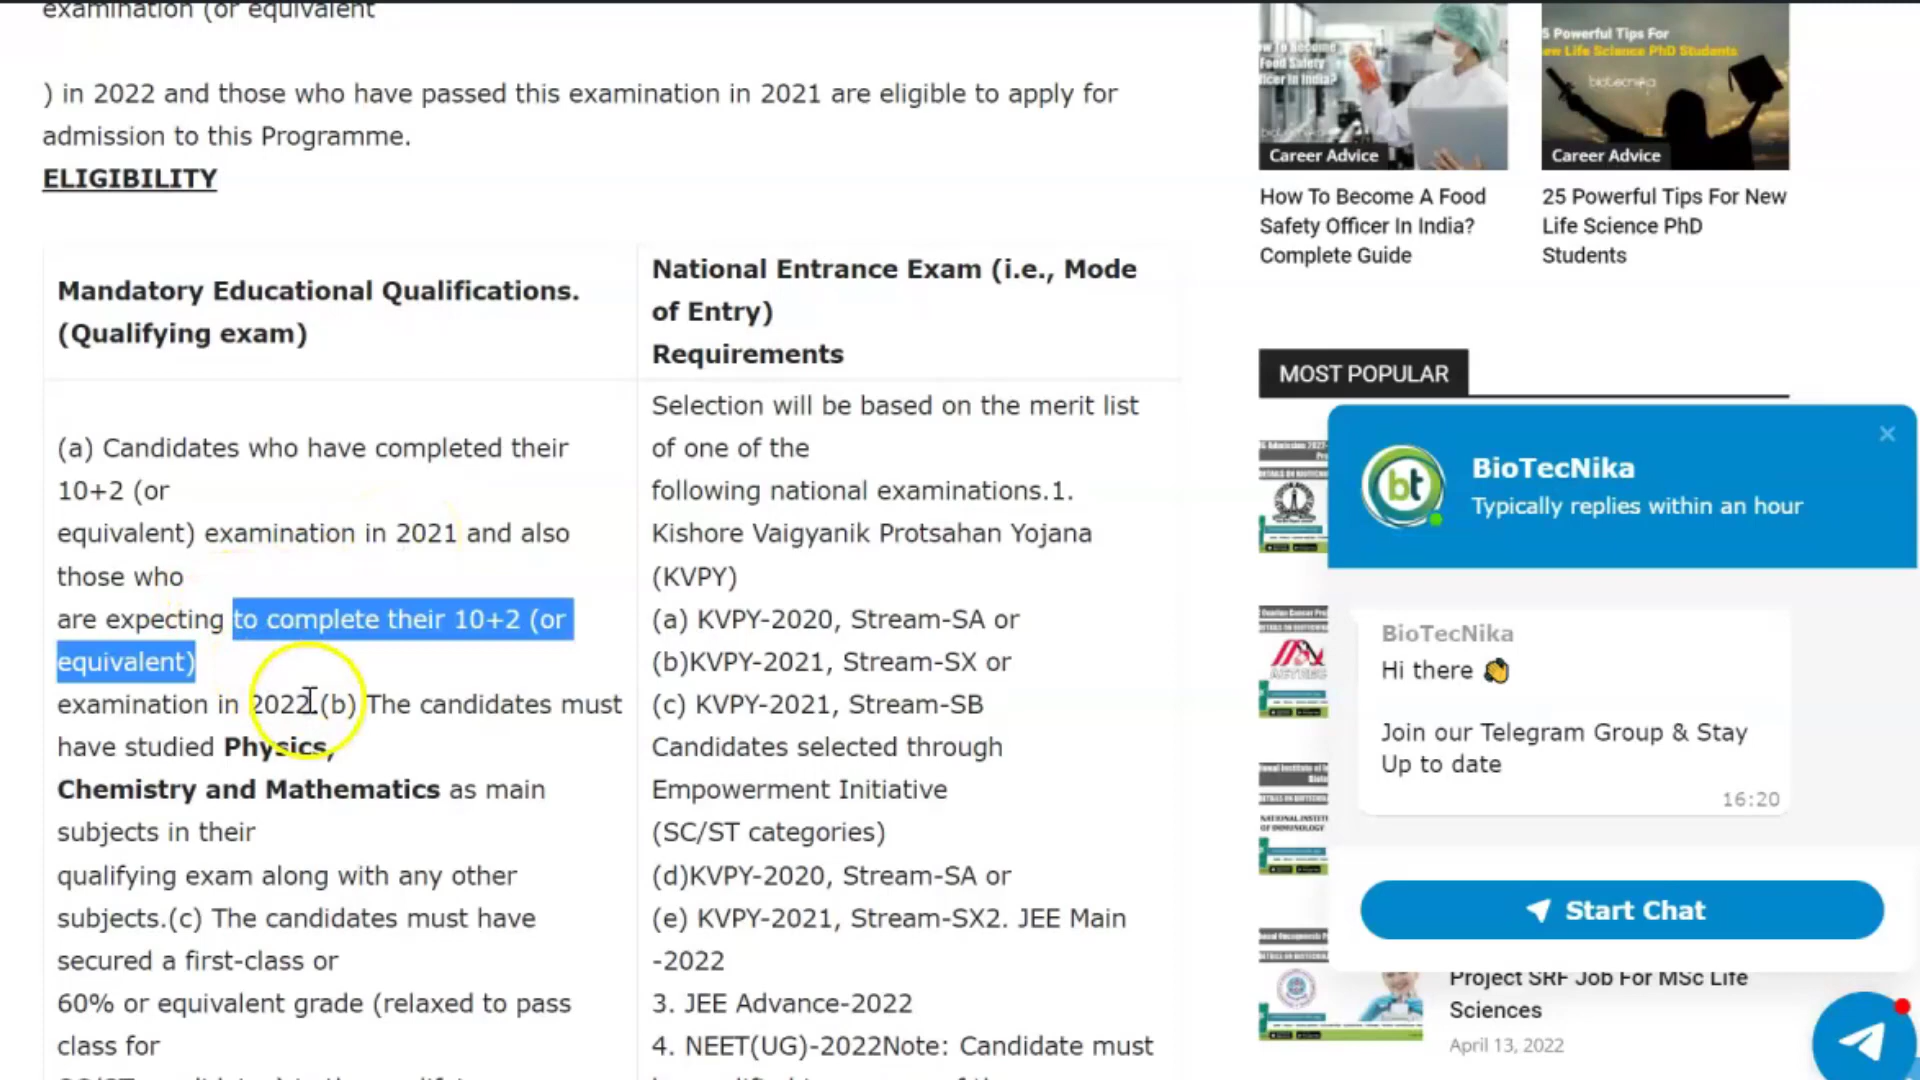 examination (or equivalent
) in 2022 and those who have passed this examination in 2021 are eligible to apply for
admission to this Programme.
ELIGIBILITY
Mandatory Educational Qualifications.
(Qualifying exam)
National Entrance Exam (i.e., Mode
of Entry)
Requirements
(a) Candidates who have completed their
10+2 (or
equivalent) examination in 2021 and also
those who
are expecting to complete their 10+2 (or
equivalent)
examination in 2022.(b) The candidates must
have studied Physics,
Chemistry and Mathematics as main
subjects in their
qualifying exam along with any other
subjects.(c) The candidates must have
secured a first-class or
60% or equivalent grade (relaxed to pass
class for
Selection will be based on the merit list
of one of the
following national examinations.1.
Kishore Vaigyanik Protsahan Yojana
(KVPY)
(a) KVPY-2020, Stream-SA or
(b)KVPY-2021, Stream-SX or
(c) KVPY-2021, Stream-SB
Candidates selected through
Empowerment Initiative
(SC/ST categories)
(d)KVPY-2020, Stream-SA or
(e) KVPY-2021, Stream-SX2. JEE Main
-2022
3. JEE Advance-2022
4. NEET(UG)-2022Note: Candidate must
Career Advice
How To Become A Food
Safety Officer In India?
Complete Guide
5 Powerful Tips For
New Life Science PhD Students
biotecnika
Career Advice
25 Powerful Tips For New
Life Science PhD
Students
MOST POPULAR
bt
BioTecNika
Typically replies within an hour
BioTecNika
Hi there 👏
Join our Telegram Group & Stay
Up to date
16:20
Start Chat
Project SRF Job For MSc Life
Sciences
April 13, 2022